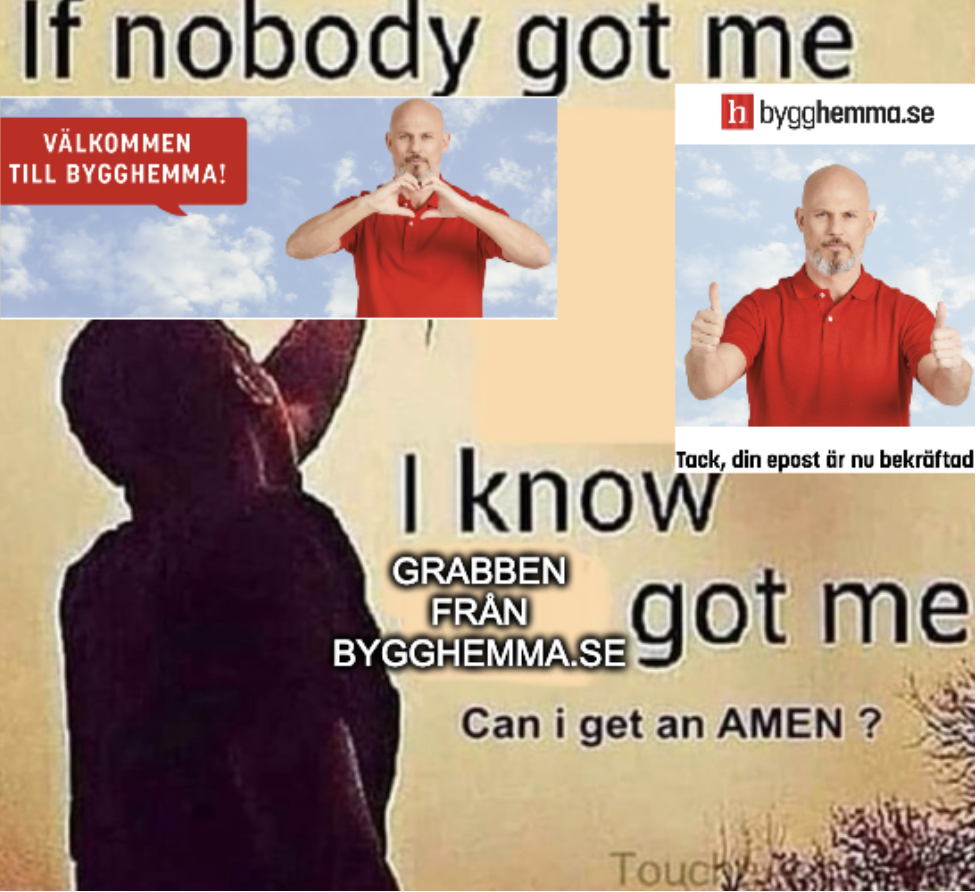 If nobody got me
VÄLKOMMEN
TILL BYGGHEMMA!
h bygghemma.se
Tack, din epost är nu bekräftad
I know
GRABBEN
FRÅN
BYGGHEMMA.SE
got me
Can i get an AMEN ?
Touch